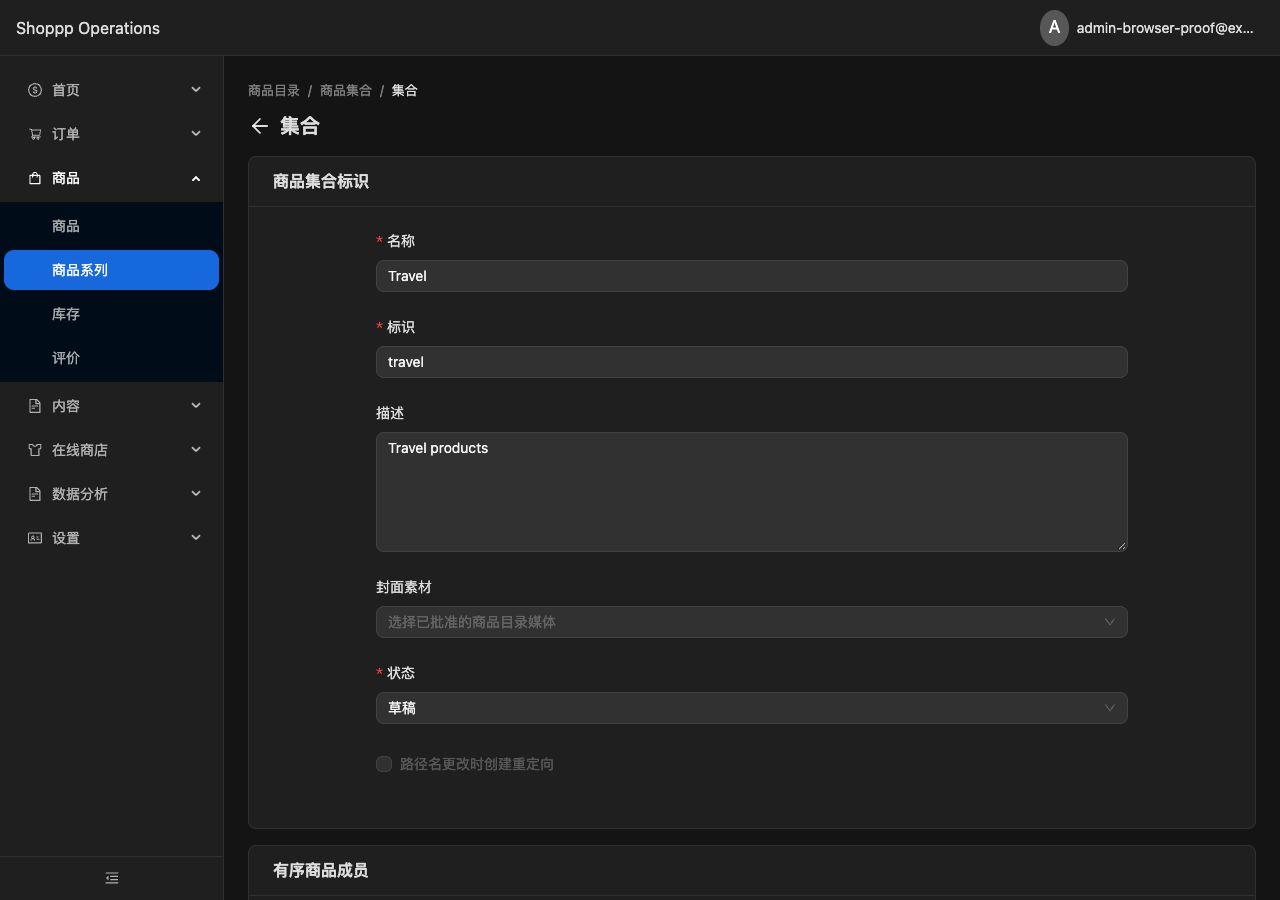 Shoppp Operations
A
admin-browser-proof@ex...
首页
订单
商品
商品
商品系列
库存
评价
内容
在线商店
数据分析
设置
商品目录 / 商品集合 / 集合
集合
商品集合标识
* 名称
Travel
* 标识
travel
描述
Travel products
封面素材
选择已批准的商品目录媒体
* 状态
草稿
路径名更改时创建重定向
有序商品成员